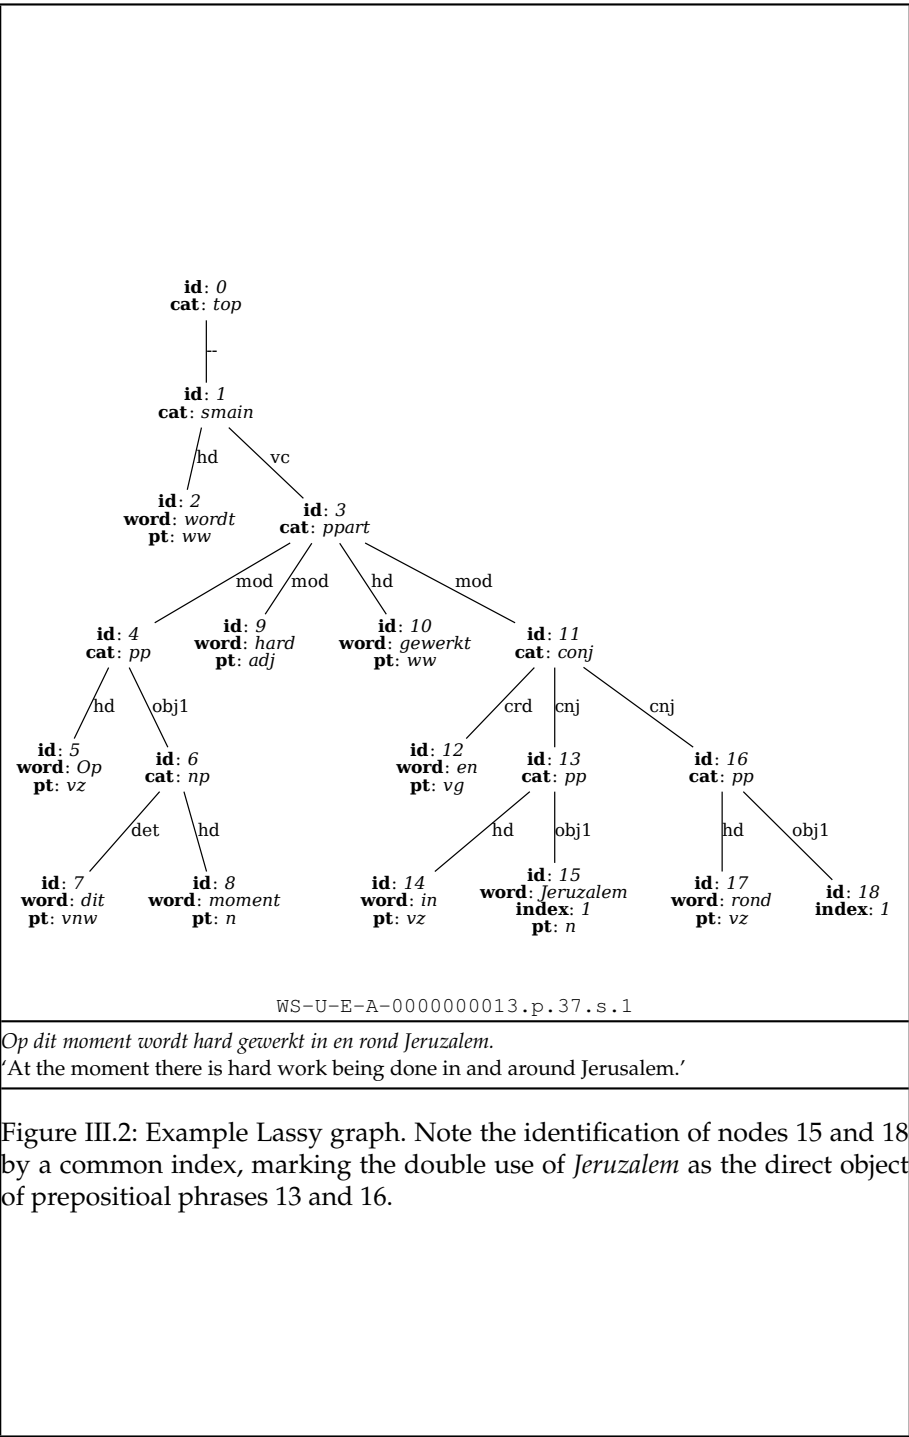 id: 0
cat: top
--
id: 1
cat: smain
hd
vc
id: 2
word: wordt
pt: ww
id: 3
cat: ppart
mod
mod
hd
mod
id: 4
cat: pp
id: 9
word: hard
pt: adj
id: 10
word: gewerkt
pt: ww
id: 11
cat: conj
hd
obj1
crd
cnj
cnj
id: 5
word: Op
pt: vz
id: 6
cat: np
id: 12
word: en
pt: vg
id: 13
cat: pp
id: 16
cat: pp
det
hd
hd
obj1
hd
obj1
id: 7
word: dit
pt: vnw
id: 8
word: moment
pt: n
id: 14
word: in
pt: vz
id: 15
word: Jeruzalem
index: 1
pt: n
id: 17
word: rond
pt: vz
id: 18
index: 1
WS-U-E-A-0000000013.p.37.s.1
Op dit moment wordt hard gewerkt in en rond Jeruzalem.
‘At the moment there is hard work being done in and around Jerusalem.’
Figure III.2: Example Lassy graph. Note the identification of nodes 15 and 18
by a common index, marking the double use of Jeruzalem as the direct object
of prepositioal phrases 13 and 16.